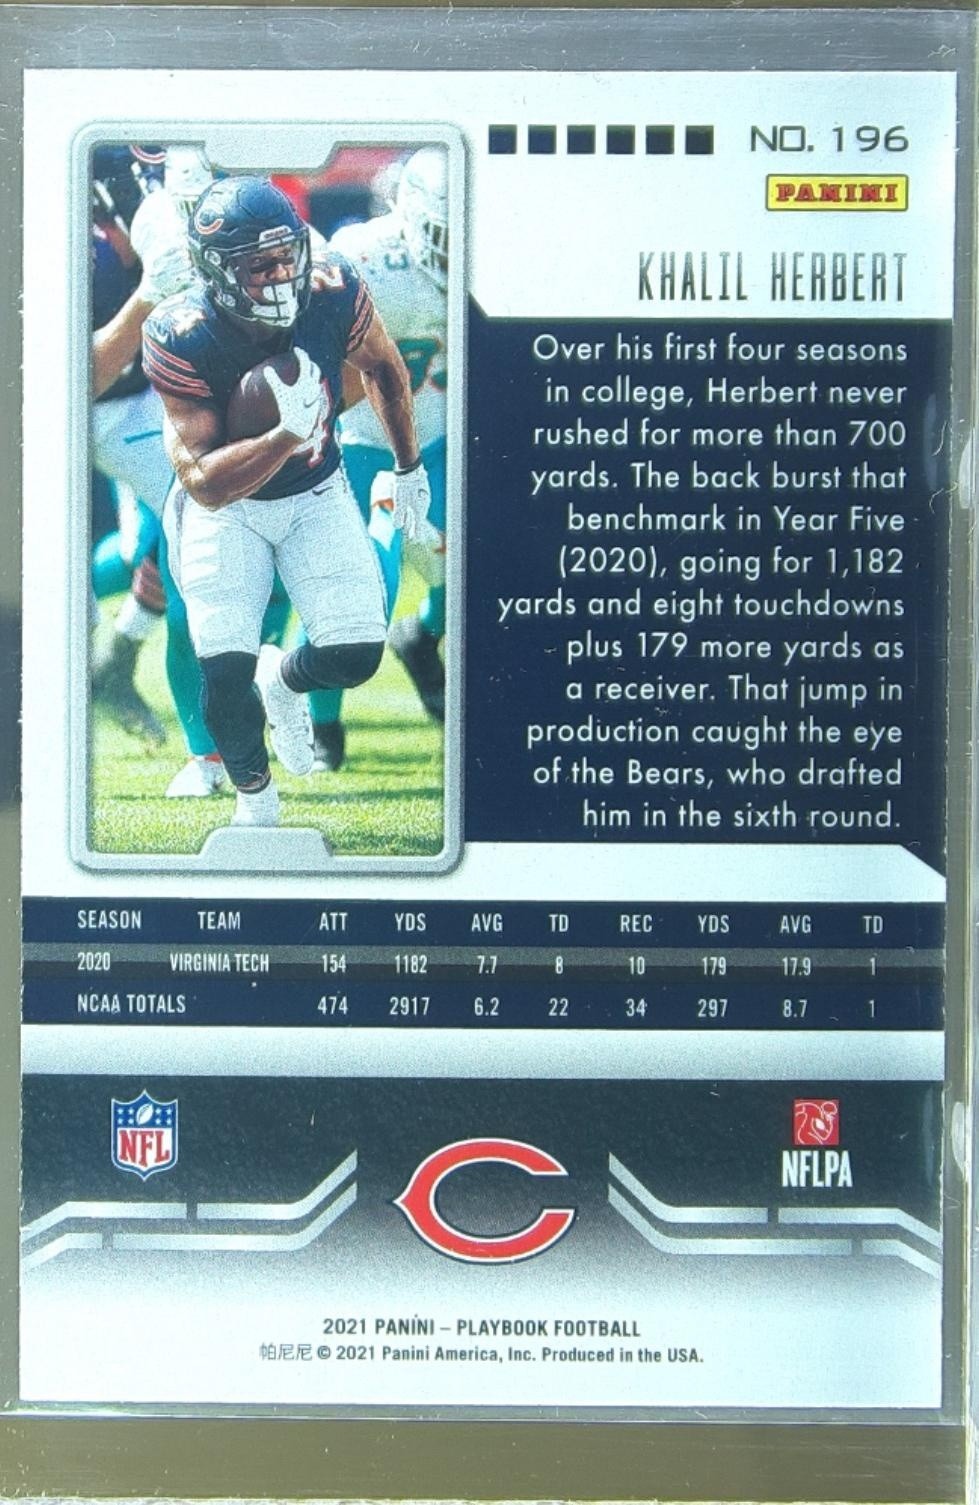 NO. 196
PANINI
KHALIL HERBERT
Over his first four seasons
in college, Herbert never
rushed for more than 700
yards. The back burst that
benchmark in Year Five
(2020), going for 1,182
yards and eight touchdowns
plus 179 more yards as
a receiver. That jump in
production caught the eye
of the Bears, who drafted
him in the sixth round.
SEASON TEAM ATT YDS AVG TD REC YDS AVG TD
2020 VIRGINIA TECH 154 1182 7.7 8 10 179 17.9 1
NCAA TOTALS 474 2917 6.2 22 34 297 8.7 1
NFL
NFLPA
2021 PANINI – PLAYBOOK FOOTBALL
帕尼尼 © 2021 Panini America, Inc. Produced in the USA.